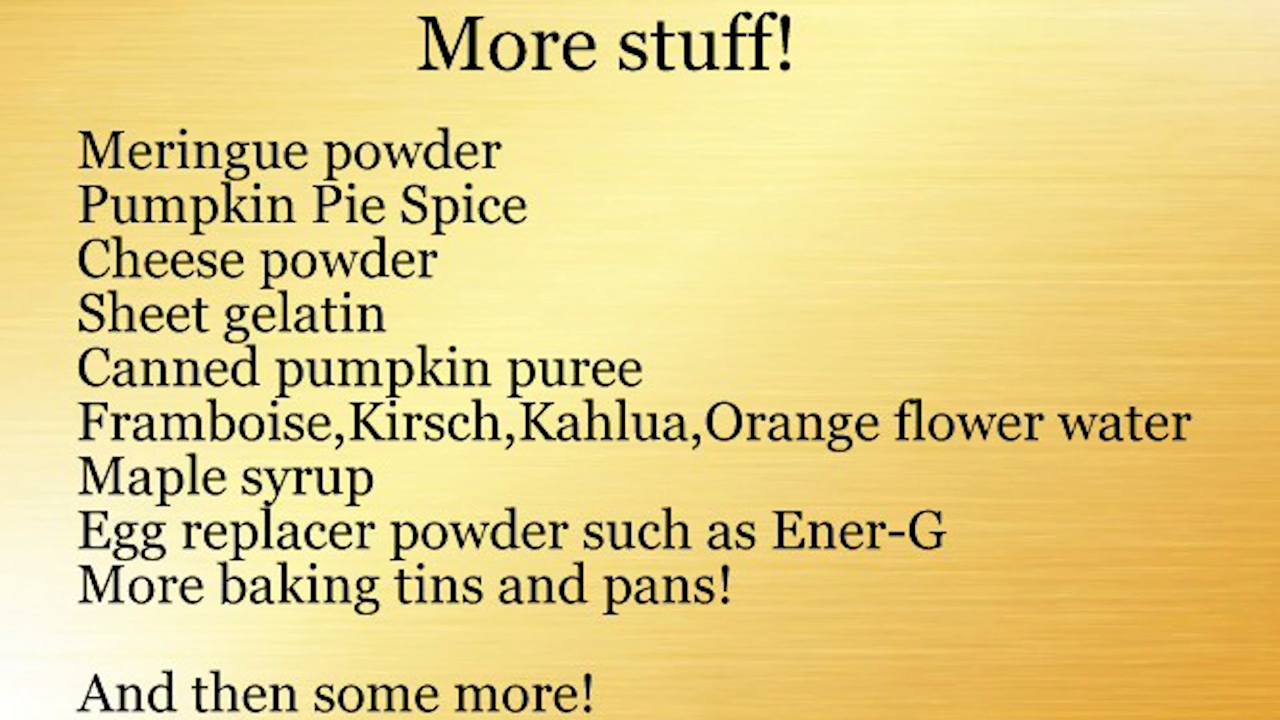 More stuff!
Meringue powder
Pumpkin Pie Spice
Cheese powder
Sheet gelatin
Canned pumpkin puree
Framboise,Kirsch,Kahlua,Orange flower water
Maple syrup
Egg replacer powder such as Ener-G
More baking tins and pans!
And then some more!